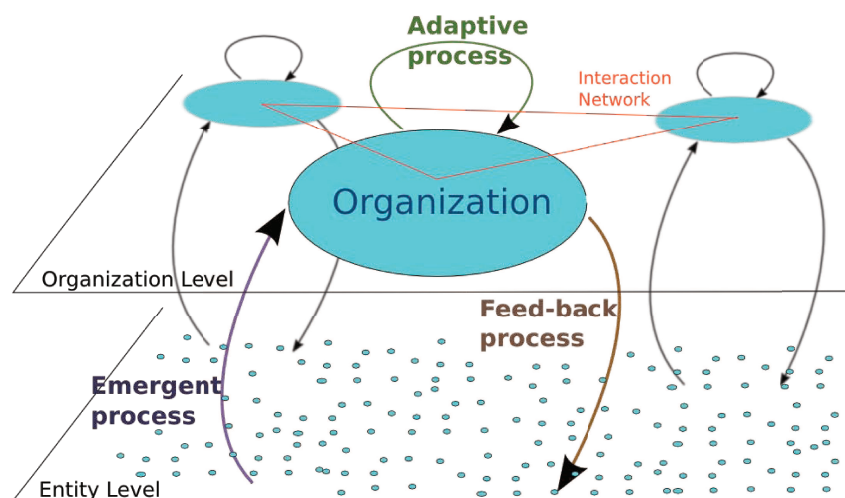 Adaptive
process
Interaction
Network
Organization
Organization Level
Feed-back
process
Emergent
process
Entity Level